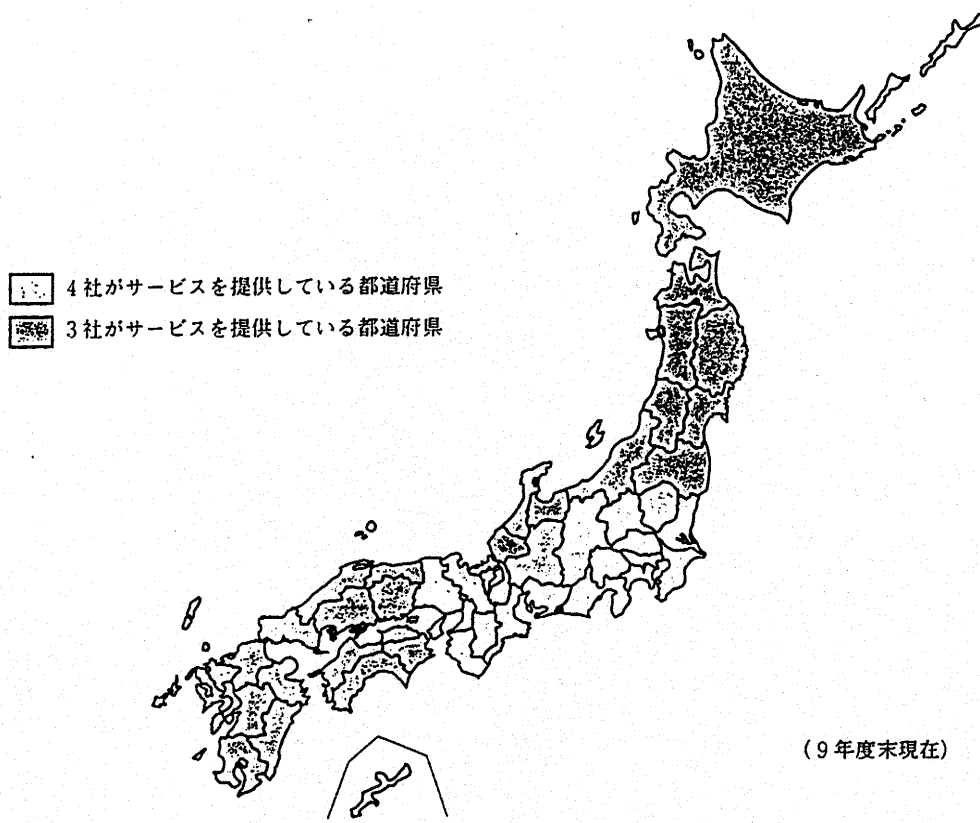 4社がサービスを提供している都道府県
3社がサービスを提供している都道府県
(9年度末現在)